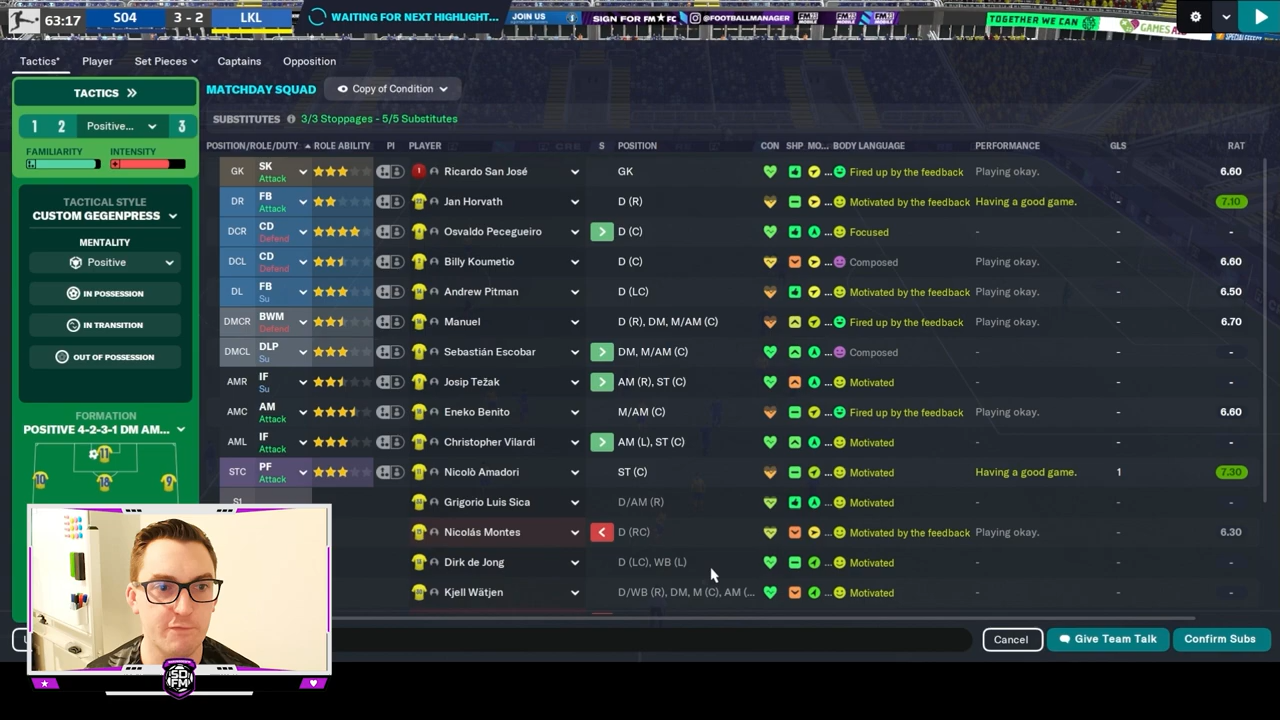 63:17 S04 3 - 2 LKL WAITING FOR NEXT HIGHLIGHT... JOIN US SIGN FOR FM★FC @FOOTBALLMANAGER TOGETHER WE CAN
Tactics* Player Set Pieces Captains Opposition
TACTICS
1 2 Positive... 3
FAMILIARITY INTENSITY
TACTICAL STYLE
CUSTOM GEGENPRESS
MENTALITY
Positive
IN POSSESSION
IN TRANSITION
OUT OF POSSESSION
FORMATION
POSITIVE 4-2-3-1 DM AM...
11
10 18 9
MATCHDAY SQUAD Copy of Condition
SUBSTITUTES 3/3 Stoppages - 5/5 Substitutes
POSITION/ROLE/DUTY ROLE ABILITY PI PLAYER S POSITION CON SHP MO... BODY LANGUAGE PERFORMANCE GLS RAT
GK SK Attack 1 Ricardo San José GK ... Fired up by the feedback Playing okay. - 6.60
DR FB Attack Jan Horvath D (R) ... Motivated by the feedback Having a good game. - 7.10
DCR CD Defend Osvaldo Pecegueiro D (C) ... Focused - - -
DCL CD Defend Billy Koumetio D (C) ... Composed Playing okay. - 6.60
DL FB Su Andrew Pitman D (LC) ... Motivated by the feedback Playing okay. - 6.50
DMCR BWM Defend Manuel D (R), DM, M/AM (C) ... Fired up by the feedback Playing okay. - 6.70
DMCL DLP Su Sebastián Escobar DM, M/AM (C) ... Composed - - -
AMR IF Su Josip Težak AM (R), ST (C) ... Motivated - - -
AMC AM Attack Eneko Benito M/AM (C) ... Fired up by the feedback Playing okay. - 6.60
AML IF Attack Christopher Vilardi AM (L), ST (C) ... Motivated - - -
STC PF Attack Nicolò Amadori ST (C) ... Motivated Having a good game. 1 7.30
S1 Grigorio Luis Sica D/AM (R) ... Motivated - - -
Nicolás Montes D (RC) ... Motivated by the feedback Playing okay. - 6.30
Dirk de Jong D (LC), WB (L) ... Motivated - - -
Kjell Wätjen D/WB (R), DM, M (C), AM (... ... Motivated - - -
Cancel Give Team Talk Confirm Subs
SDFM